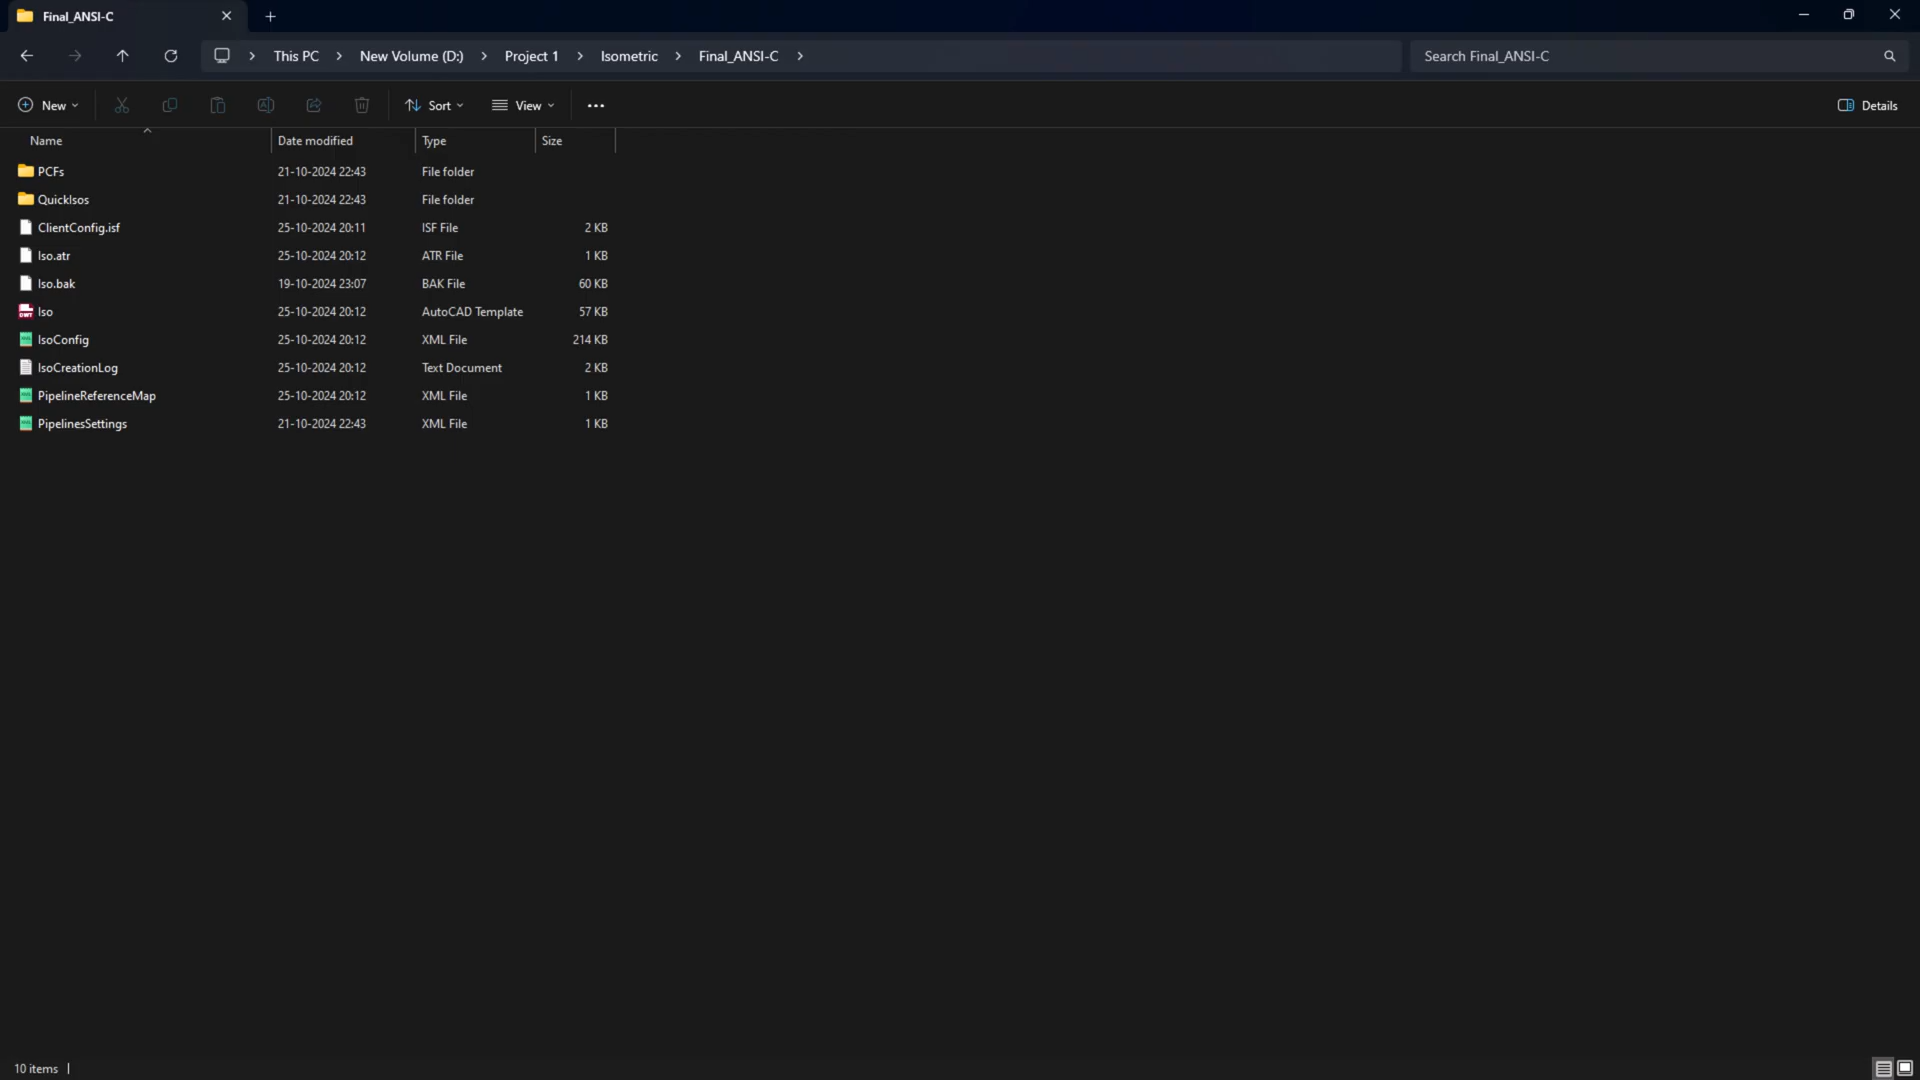 Final_ANSI-C
This PC > New Volume (D:) > Project 1 > Isometric > Final_ANSI-C >
Search Final_ANSI-C
New Sort View ••• Details
Name Date modified Type Size
PCFs 21-10-2024 22:43 File folder
QuickIsos 21-10-2024 22:43 File folder
ClientConfig.isf 25-10-2024 20:11 ISF File 2 KB
Iso.atr 25-10-2024 20:12 ATR File 1 KB
Iso.bak 19-10-2024 23:07 BAK File 60 KB
Iso 25-10-2024 20:12 AutoCAD Template 57 KB
IsoConfig 25-10-2024 20:12 XML File 214 KB
IsoCreationLog 25-10-2024 20:12 Text Document 2 KB
PipelineReferenceMap 25-10-2024 20:12 XML File 1 KB
PipelinesSettings 21-10-2024 22:43 XML File 1 KB
10 items